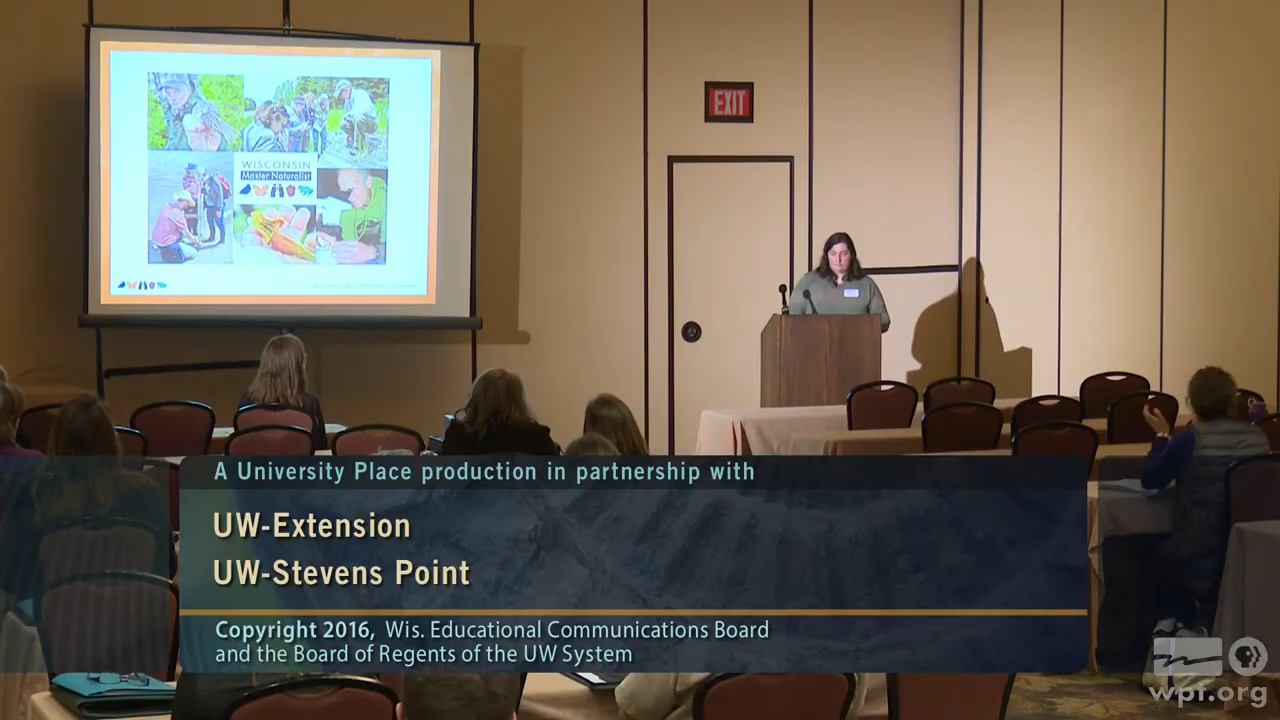 WISCONSIN
Master Naturalist
EXIT
A University Place production in partnership with
UW-Extension
UW-Stevens Point
Copyright 2016, Wis. Educational Communications Board
and the Board of Regents of the UW System
wpt.org